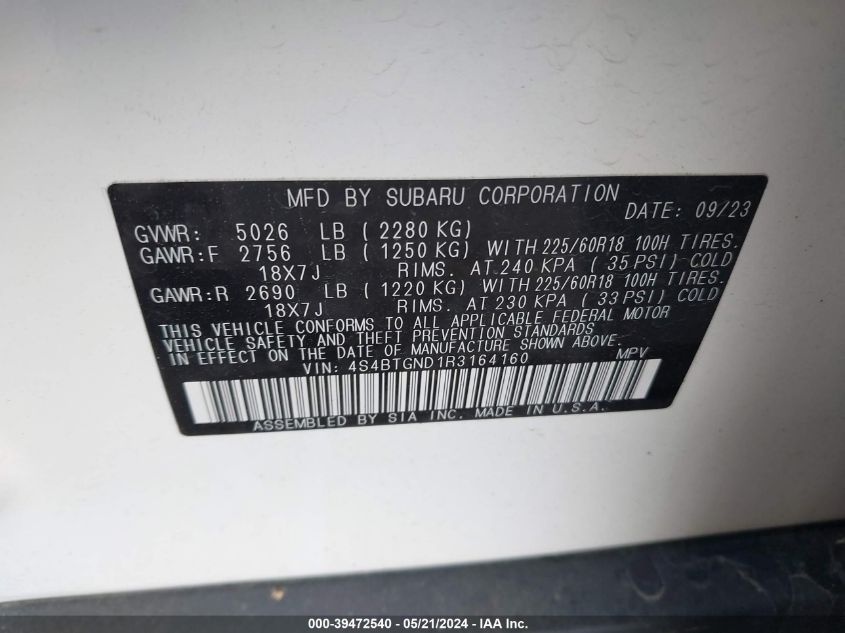 MFD BY SUBARU CORPORATION
DATE: 09/23
GVWR: 5026 LB ( 2280 KG)
GAWR:F 2756 LB ( 1250 KG) WITH 225/60R18 100H TIRES.
18X7J RIMS. AT 240 KPA ( 35 PSI) COLD
GAWR:R 2690 LB ( 1220 KG) WITH 225/60R18 100H TIRES.
18X7J RIMS. AT 230 KPA ( 33 PSI) COLD
THIS VEHICLE CONFORMS TO ALL APPLICABLE FEDERAL MOTOR
VEHICLE SAFETY AND THEFT PREVENTION STANDARDS
IN EFFECT ON THE DATE OF MANUFACTURE SHOWN ABOVE.
VIN: 4S4BTGND1R3164160 MPV
ASSEMBLED BY SIA INC. MADE IN U.S.A.
000-39472540 - 05/21/2024 - IAA Inc.